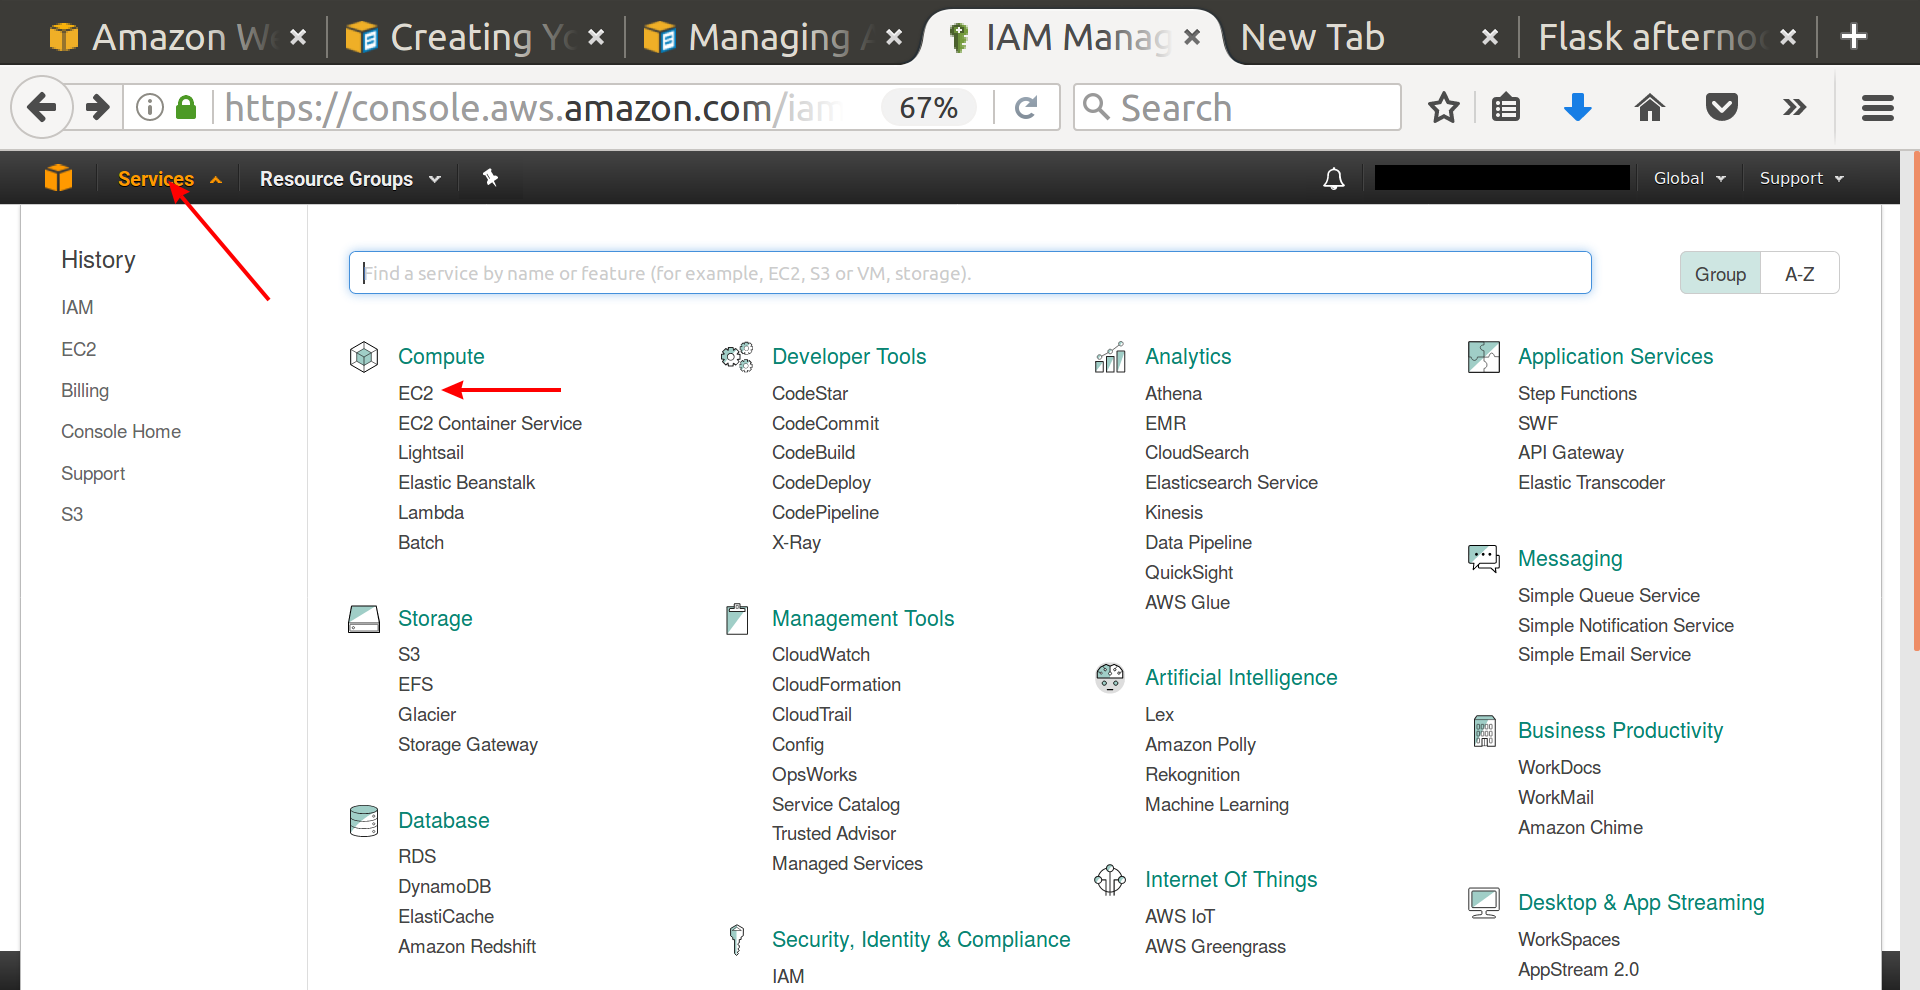 Amazon We
Creating Yo
Managing A
IAM Manag
New Tab
Flask afternoo
https://console.aws.amazon.com/iam
67%
Search
Services
Resource Groups
Global
Support
History
IAM
EC2
Billing
Console Home
Support
S3
Find a service by name or feature (for example, EC2, S3 or VM, storage).
Group
A-Z
Compute
EC2
EC2 Container Service
Lightsail
Elastic Beanstalk
Lambda
Batch
Storage
S3
EFS
Glacier
Storage Gateway
Database
RDS
DynamoDB
ElastiCache
Amazon Redshift
Developer Tools
CodeStar
CodeCommit
CodeBuild
CodeDeploy
CodePipeline
X-Ray
Management Tools
CloudWatch
CloudFormation
CloudTrail
Config
OpsWorks
Service Catalog
Trusted Advisor
Managed Services
Security, Identity & Compliance
IAM
Analytics
Athena
EMR
CloudSearch
Elasticsearch Service
Kinesis
Data Pipeline
QuickSight
AWS Glue
Artificial Intelligence
Lex
Amazon Polly
Rekognition
Machine Learning
Internet Of Things
AWS IoT
AWS Greengrass
Application Services
Step Functions
SWF
API Gateway
Elastic Transcoder
Messaging
Simple Queue Service
Simple Notification Service
Simple Email Service
Business Productivity
WorkDocs
WorkMail
Amazon Chime
Desktop & App Streaming
WorkSpaces
AppStream 2.0